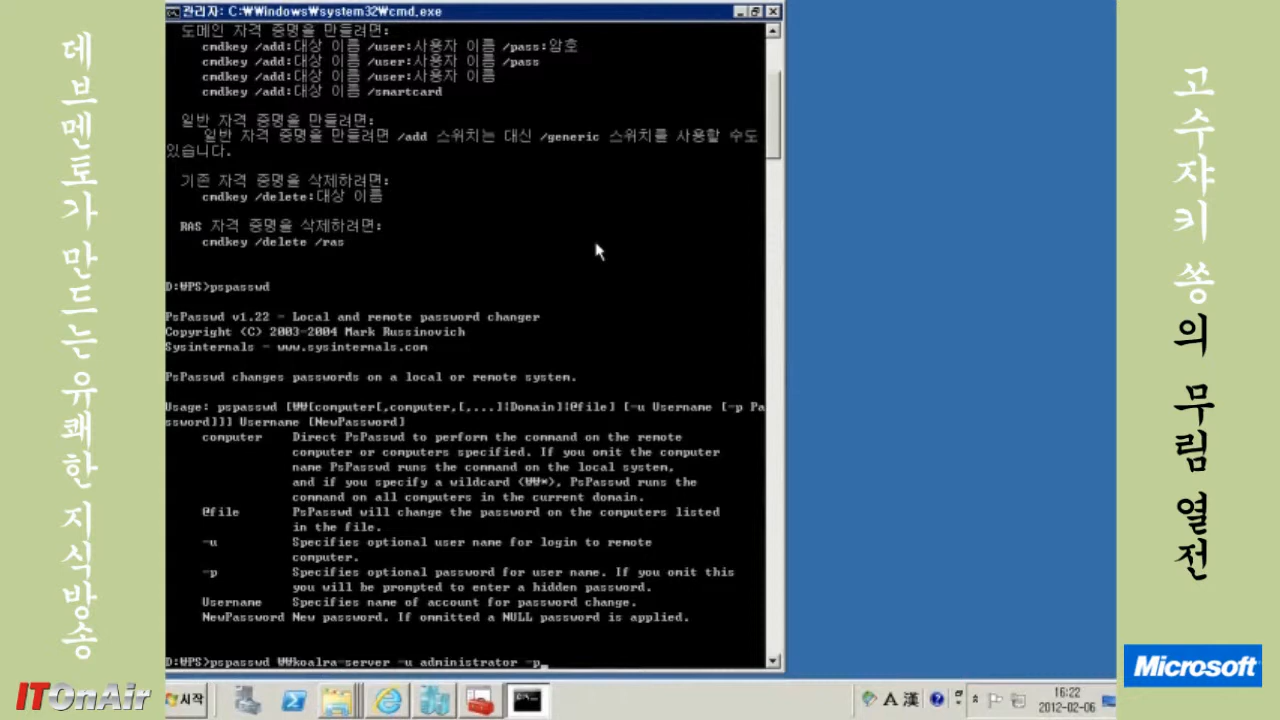 데브멘토가 만드는 유쾌한 지식방송
관리자: C:₩Windows₩system32₩cmd.exe
도메인 자격 증명을 만들려면:
cmdkey /add:대상 이름 /user:사용자 이름 /pass:암호
cmdkey /add:대상 이름 /user:사용자 이름 /pass
cmdkey /add:대상 이름 /user:사용자 이름
cmdkey /add:대상 이름 /smartcard
일반 자격 증명을 만들려면:
일반 자격 증명을 만들려면 /add 스위치는 대신 /generic 스위치를 사용할 수도
있습니다.
기존 자격 증명을 삭제하려면:
cmdkey /delete:대상 이름
RAS 자격 증명을 삭제하려면:
cmdkey /delete /ras
D:₩PS>pspasswd
PsPasswd v1.22 - Local and remote password changer
Copyright (C) 2003-2004 Mark Russinovich
Sysinternals - www.sysinternals.com
PsPasswd changes passwords on a local or remote system.
Usage: pspasswd [₩₩[computer[,computer,[,...]|Domain]|@file] [-u Username [-p Pa
ssword]]] Username [NewPassword]
computer Direct PsPasswd to perform the command on the remote
computer or computers specified. If you omit the computer
name PsPasswd runs the command on the local system,
and if you specify a wildcard (₩₩*), PsPasswd runs the
command on all computers in the current domain.
@file PsPasswd will change the password on the computers listed
in the file.
-u Specifies optional user name for login to remote
computer.
-p Specifies optional password for user name. If you omit this
you will be prompted to enter a hidden password.
Username Specifies name of account for password change.
NewPassword New password. If ommitted a NULL password is applied.
D:₩PS>pspasswd ₩₩koalra-server -u administrator -p_
고수쟈키 쏭의 무림 열전
Microsoft
ITOnAir
시작
A 漢
16:22
2012-02-06